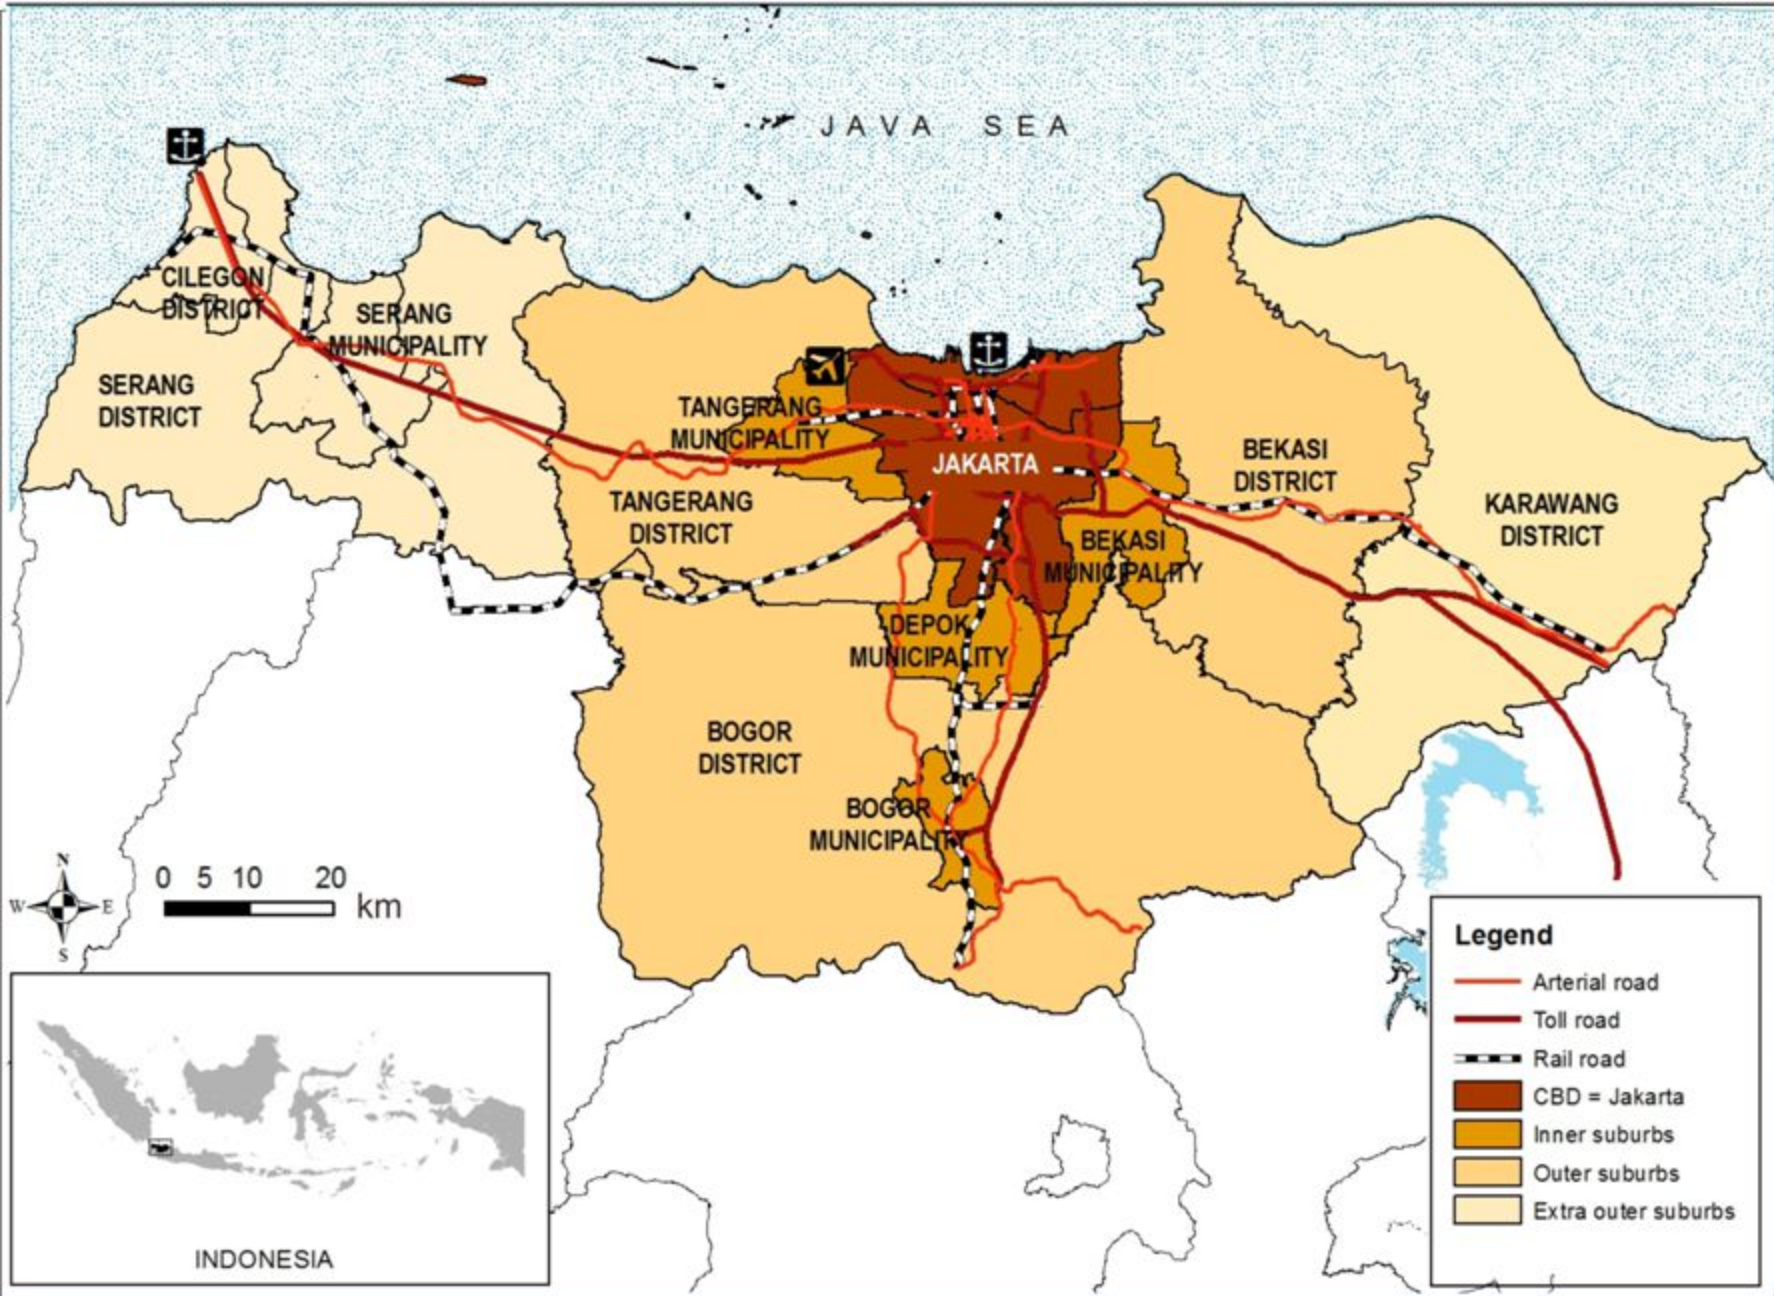 JAVA SEA
CILEGON
DISTRICT
SERANG
MUNICIPALITY
SERANG
DISTRICT
TANGERANG
MUNICIPALITY
JAKARTA
BEKASI
DISTRICT
TANGERANG
DISTRICT
KARAWANG
DISTRICT
BEKASI
MUNICIPALITY
DEPOK
MUNICIPALITY
BOGOR
DISTRICT
BOGOR
MUNICIPALITY
N
W
E
S
0 5 10 20
km
INDONESIA
Legend
Arterial road
Toll road
Rail road
CBD = Jakarta
Inner suburbs
Outer suburbs
Extra outer suburbs